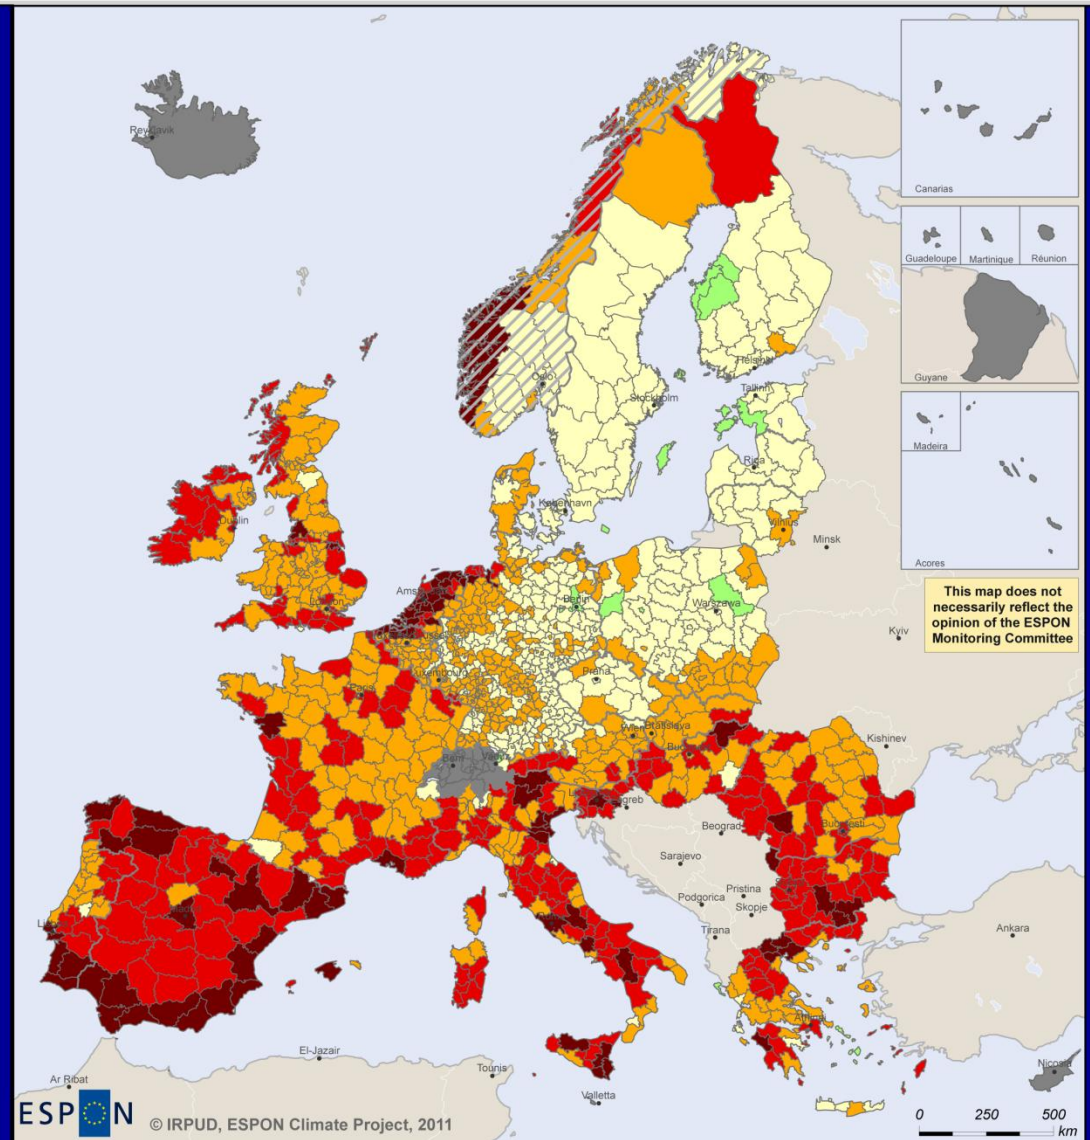 Reykjavik
Canarias
Guadeloupe
Martinique
Réunion
Guyane
Madeira
Acores
This map does not
necessarily reflect the
opinion of the ESPON
Monitoring Committee
Oslo
Stockholm
Helsinki
Tallinn
Riga
København
Vilnius
Minsk
Dublin
London
Berlin
Warszawa
Kyiv
Paris
Praha
Wien
Bratislava
Kishinev
Bern
Zagreb
Beograd
Bucuresti
Sarajevo
Pristina
Podgorica
Skopje
Tirana
Ankara
Nicosia
El-Jazair
Ar Ribat
Tounis
Valletta
ESPON
© IRPUD, ESPON Climate Project, 2011
0 250 500
km